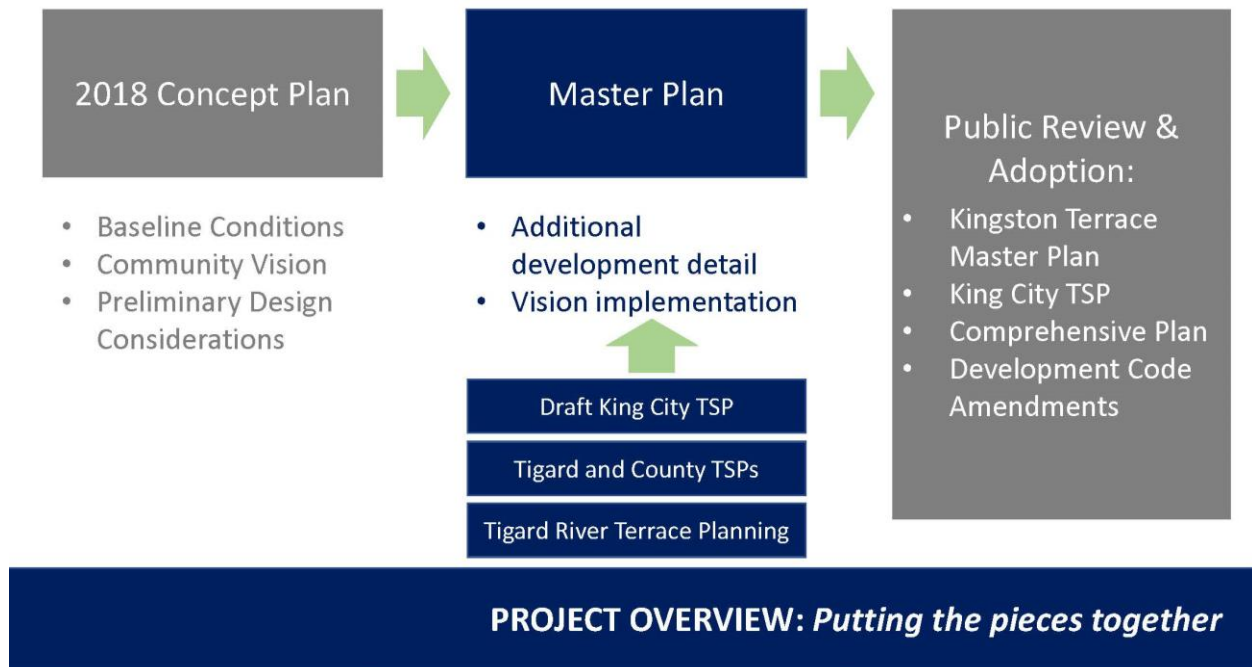 2018 Concept Plan
• Baseline Conditions
• Community Vision
• Preliminary Design
Considerations
Master Plan
• Additional
development detail
• Vision implementation
Draft King City TSP
Tigard and County TSPs
Tigard River Terrace Planning
Public Review &
Adoption:
• Kingston Terrace
Master Plan
• King City TSP
• Comprehensive Plan
• Development Code
Amendments
PROJECT OVERVIEW: Putting the pieces together